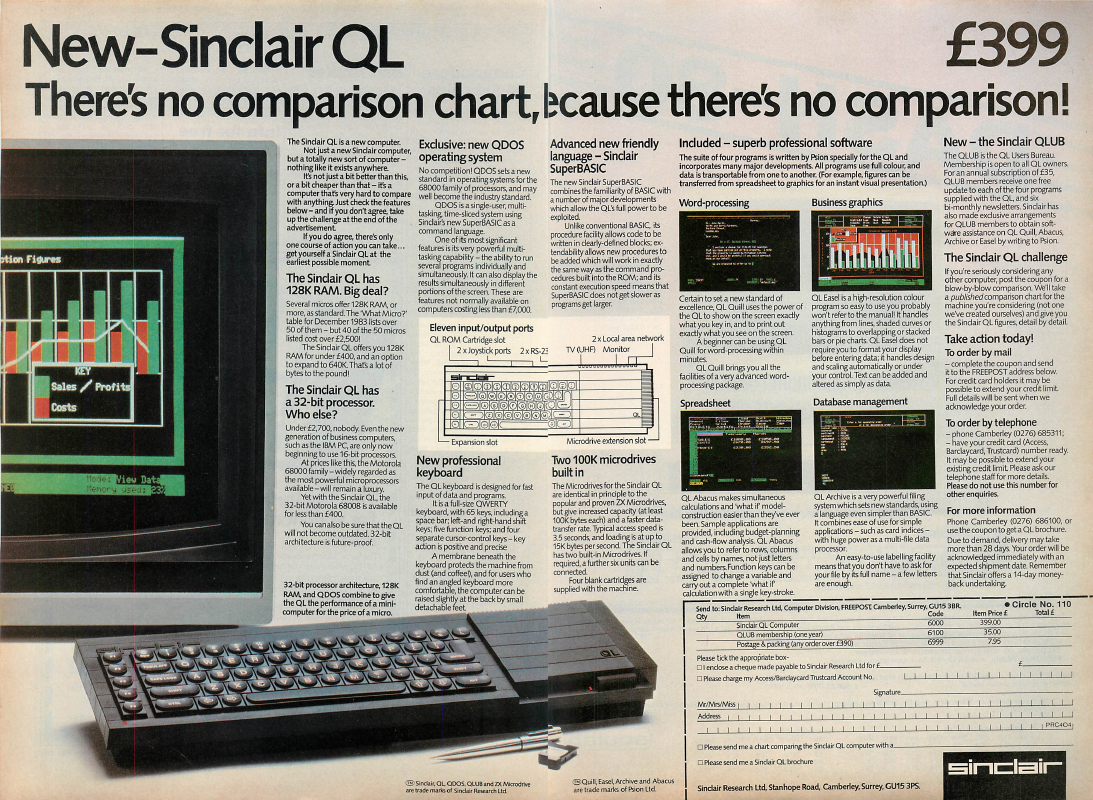 New-Sinclair QL
£399
There's no comparison chart, because there's no comparison!
ction Figures
KEY
Sales / Profits
Costs
Mode: View Data
Memory used:
The Sinclair QL is a new computer.
Not just a new Sinclair computer,
but a totally new sort of computer –
nothing like it exists anywhere.
It's not just a bit better than this,
or a bit cheaper than that – it's a
computer that's very hard to compare
with anything. Just check the features
below – and if you don't agree, take
up the challenge at the end of the
advertisement.
If you do agree, there's only
one course of action you can take...
get yourself a Sinclair QL at the
earliest possible moment.
The Sinclair QL has
128K RAM. Big deal?
Several micros offer 128K RAM, or
more, as standard. The 'What Micro?'
table for December 1983 lists over
50 of them – but 40 of the 50 micros
listed cost over £2,500!
The Sinclair QL offers you 128K
RAM for under £400, and an option
to expand to 640K. That's a lot of
bytes to the pound!
The Sinclair QL has
a 32-bit processor.
Who else?
Under £2,700, nobody. Even the new
generation of business computers,
such as the IBM PC, are only now
beginning to use 16-bit processors.
At prices like this, the Motorola
68000 family – widely regarded as
the most powerful microprocessors
available – will remain a luxury.
Yet with the Sinclair QL, the
32-bit Motorola 68008 is available
for less than £400.
You can also be sure that the QL
will not become outdated. 32-bit
architecture is future-proof.
32-bit processor architecture, 128K
RAM, and QDOS combine to give
the QL the performance of a mini-
computer for the price of a micro.
Exclusive: new QDOS
operating system
No competition! QDOS sets a new
standard in operating systems for the
68000 family of processors, and may
well become the industry standard.
QDOS is a single-user, multi-
tasking, time-sliced system using
Sinclair's new SuperBASIC as a
command language.
One of its most significant
features is its very powerful multi-
tasking capability – the ability to run
several programs individually and
simultaneously. It can also display the
results simultaneously in different
portions of the screen. These are
features not normally available on
computers costing less than £7,000.
Advanced new friendly
language – Sinclair
SuperBASIC
The new Sinclair SuperBASIC
combines the familiarity of BASIC with
a number of major developments
which allow the QL's full power to be
exploited.
Unlike conventional BASIC, its
procedure facility allows code to be
written in clearly-defined blocks; ex-
tendability allows new procedures to
be added which will work in exactly
the same way as the command pro-
cedures built into the ROM; and its
constant execution speed means that
SuperBASIC does not get slower as
programs get larger.
Eleven input/output ports
QL ROM Cartridge slot
2 x Joystick ports
2 x RS-23
TV (UHF)
Monitor
2 x Local area network
QL
Expansion slot
Microdrive extension slot
New professional
keyboard
The QL keyboard is designed for fast
input of data and programs.
It is a full-size QWERTY
keyboard, with 65 keys, including a
space bar; left-and right-hand shift
keys; five function keys; and four
separate cursor-control keys – key
action is positive and precise
A membrane beneath the
keyboard protects the machine from
dust (and coffee!), and for users who
find an angled keyboard more
comfortable, the computer can be
raised slightly at the back by small
detachable feet.
Two 100K microdrives
built in
The Microdrives for the Sinclair QL
are identical in principle to the
popular and proven ZX Microdrives,
but give increased capacity (at least
100K bytes each) and a faster data-
transfer rate. Typical access speed is
3.5 seconds, and loading is at up to
15K bytes per second. The Sinclair QL
has two built-in Microdrives. If
required, a further six units can be
connected.
Four blank cartridges are
supplied with the machine.
Included – superb professional software
The suite of four programs is written by Psion specially for the QL and
incorporates many major developments. All programs use full colour, and
data is transportable from one to another. (For example, figures can be
transferred from spreadsheet to graphics for an instant visual presentation.)
Word-processing
Certain to set a new standard of
excellence, QL Quill uses the power of
the QL to show on the screen exactly
what you key in, and to print out
exactly what you see on the screen.
A beginner can be using QL
Quill for word-processing within
minutes.
QL Quill brings you all the
facilities of a very advanced word-
processing package.
Business graphics
QL Easel is a high-resolution colour
program so easy to use you probably
won't refer to the manual! It handles
anything from lines, shaded curves or
histograms to overlapping or stacked
bars or pie charts. QL Easel does not
require you to format your display
before entering data; it handles design
and scaling automatically or under
your control. Text can be added and
altered as simply as data.
Spreadsheet
QL Abacus makes simultaneous
calculations and 'what if' model-
construction easier than they've ever
been. Sample applications are
provided, including budget-planning
and cash-flow analysis. QL Abacus
allows you to refer to rows, columns
and cells by names, not just letters
and numbers. Function keys can be
assigned to change a variable and
carry out a complete 'what if'
calculation with a single key-stroke.
Database management
QL Archive is a very powerful filing
system which sets new standards, using
a language even simpler than BASIC.
It combines ease of use for simple
applications – such as card indices –
with huge power as a multi-file data
processor.
An easy-to-use labelling facility
means that you don't have to ask for
your file by its full name – a few letters
are enough.
New – the Sinclair QLUB
The QLUB is the QL Users Bureau.
Membership is open to all QL owners.
For an annual subscription of £35,
QLUB members receive one free
update to each of the four programs
supplied with the QL, and six
bi-monthly newsletters. Sinclair has
also made exclusive arrangements
for QLUB members to obtain soft-
ware assistance on QL Quill, Abacus,
Archive or Easel by writing to Psion.
The Sinclair QL challenge
If you're seriously considering any
other computer, post the coupon for a
blow-by-blow comparison. We'll take
a published comparison chart for the
machine you're considering (not one
we've created ourselves) and give you
the Sinclair QL figures, detail by detail.
Take action today!
To order by mail
– complete the coupon and send
it to the FREEPOST address below.
For credit card holders it may be
possible to extend your credit limit.
Full details will be sent when we
acknowledge your order.
To order by telephone
– phone Camberley (0276) 685311;
– have your credit card (Access,
Barclaycard, Trustcard) number ready.
It may be possible to extend your
existing credit limit. Please ask our
telephone staff for more details.
Please do not use this number for
other enquiries.
For more information
Phone Camberley (0276) 686100, or
use the coupon to get a QL brochure.
Due to demand, delivery may take
more than 28 days. Your order will be
acknowledged immediately with an
expected shipment date. Remember
that Sinclair offers a 14-day money-
back undertaking.
Send to: Sinclair Research Ltd, Computer Division, FREEPOST, Camberley, Surrey, GU15 3BR.
● Circle No. 110
Qty Item Code Item Price £ Total £
Sinclair QL Computer 6000 399.00
QLUB membership (one year) 6100 35.00
Postage & packing (any order over £390) 6999 7.95
Please tick the appropriate box–
□ I enclose a cheque made payable to Sinclair Research Ltd for £
£
□ Please charge my Access/Barclaycard Trustcard Account No.
Signature
Mr/Mrs/Miss
Address
PRC404
□ Please send me a chart comparing the Sinclair QL computer with a
□ Please send me a Sinclair QL brochure
sinclair
Sinclair Research Ltd, Stanhope Road, Camberley, Surrey, GU15 3PS.
QL
TM Sinclair, QL, QDOS, QLUB and ZX Microdrive
are trade marks of Sinclair Research Ltd.
TM Quill, Easel, Archive and Abacus
are trade marks of Psion Ltd.